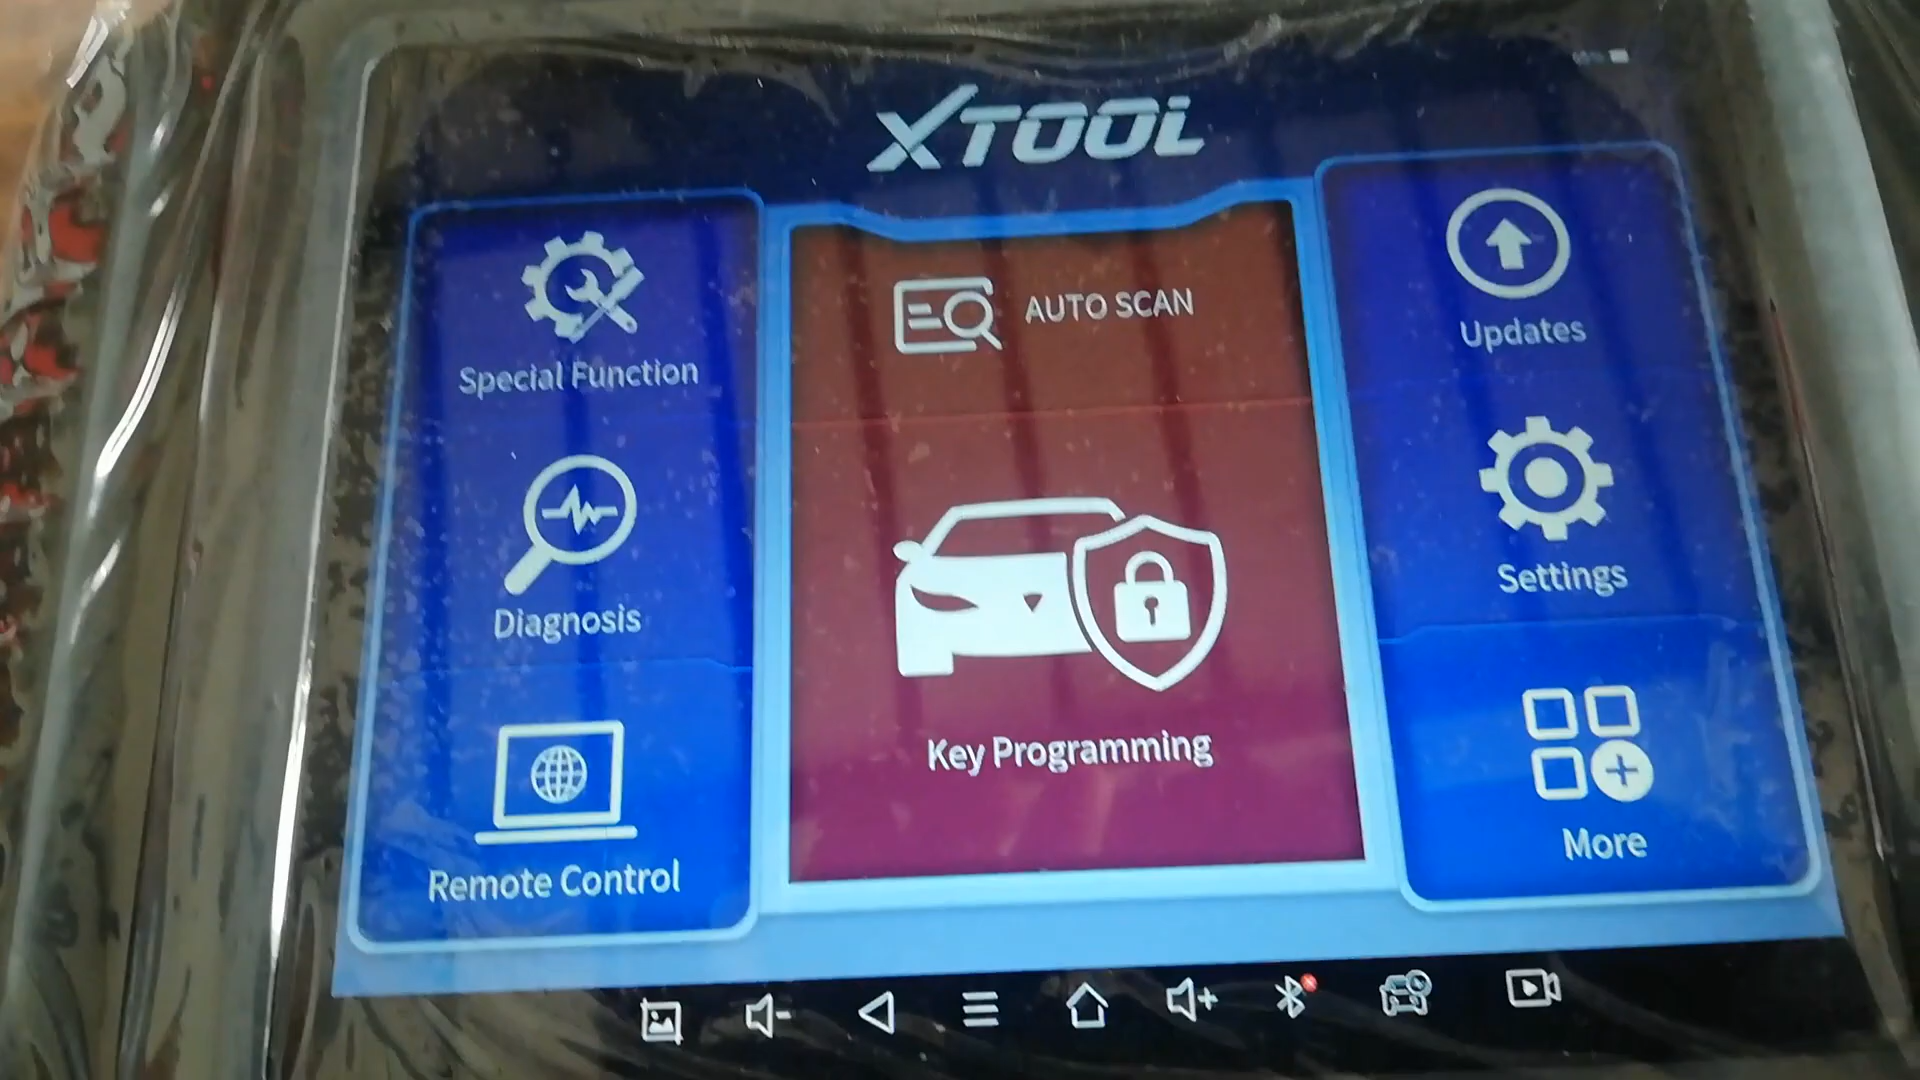 XTOOL
AUTO SCAN
Key Programming
Special Function
Diagnosis
Remote Control
Updates
Settings
More